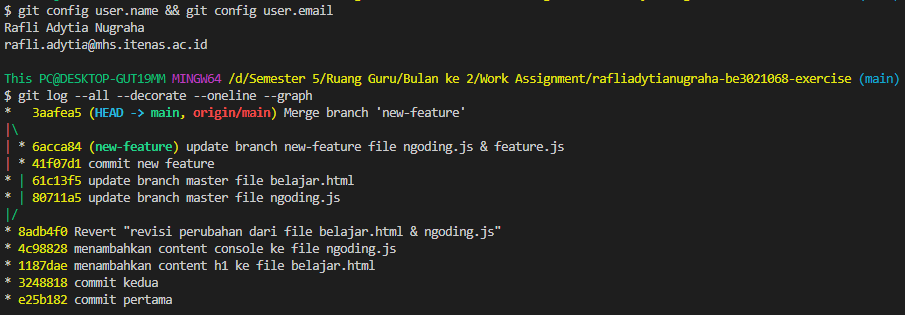 $ git config user.name && git config user.email
Rafli Adytia Nugraha
rafli.adytia@mhs.itenas.ac.id
This PC@DESKTOP-GUT19MM MINGW64 /d/Semester 5/Ruang Guru/Bulan ke 2/Work Assignment/rafliadytianugraha-be3021068-exercise (main)
$ git log --all --decorate --oneline --graph
*   3aafea5 (HEAD -> main, origin/main) Merge branch 'new-feature'
|\
| * 6acca84 (new-feature) update branch new-feature file ngoding.js & feature.js
| * 41f07d1 commit new feature
* | 61c13f5 update branch master file belajar.html
* | 80711a5 update branch master file ngoding.js
|/
* 8adb4f0 Revert "revisi perubahan dari file belajar.html & ngoding.js"
* 4c98828 menambahkan content console ke file ngoding.js
* 1187dae menambahkan content h1 ke file belajar.html
* 3248818 commit kedua
* e25b182 commit pertama